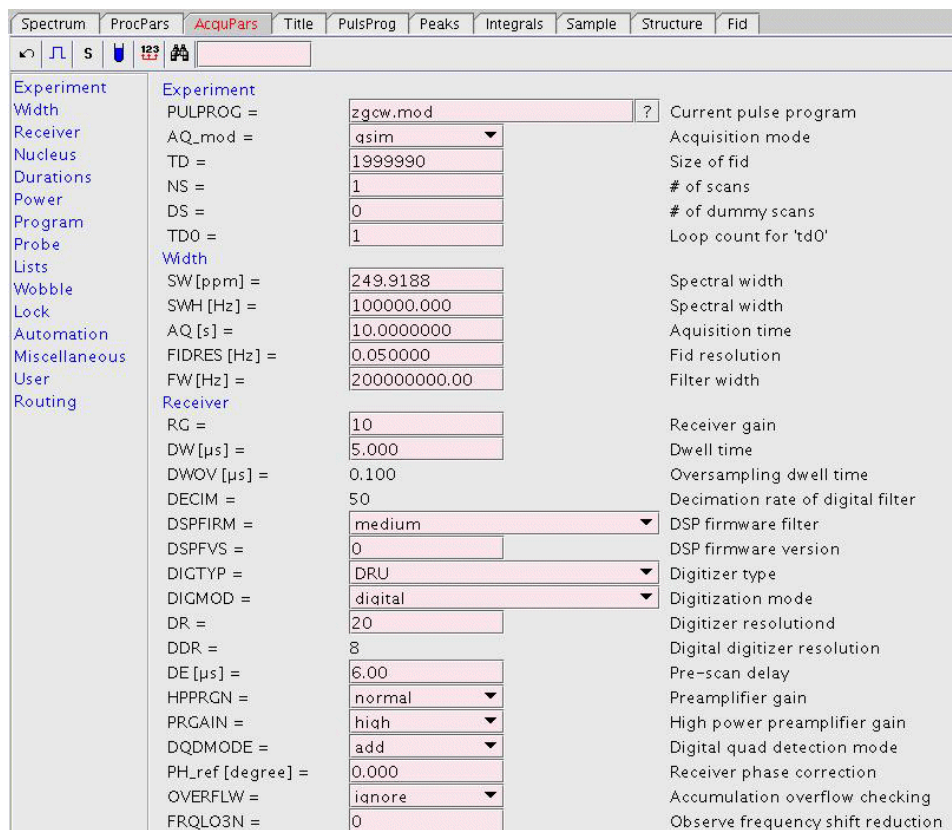 Spectrum ProcPars AcquPars Title PulsProg Peaks Integrals Sample Structure Fid
S 123
Experiment
Width
Receiver
Nucleus
Durations
Power
Program
Probe
Lists
Wobble
Lock
Automation
Miscellaneous
User
Routing
Experiment
PULPROG = zgcw.mod ? Current pulse program
AQ_mod = qsim Acquisition mode
TD = 1999990 Size of fid
NS = 1 # of scans
DS = 0 # of dummy scans
TD0 = 1 Loop count for 'td0'
Width
SW [ppm] = 249.9188 Spectral width
SWH [Hz] = 100000.000 Spectral width
AQ [s] = 10.0000000 Aquisition time
FIDRES [Hz] = 0.050000 Fid resolution
FW [Hz] = 200000000.00 Filter width
Receiver
RG = 10 Receiver gain
DW [µs] = 5.000 Dwell time
DWOV [µs] = 0.100 Oversampling dwell time
DECIM = 50 Decimation rate of digital filter
DSPFIRM = medium DSP firmware filter
DSPFVS = 0 DSP firmware version
DIGTYP = DRU Digitizer type
DIGMOD = digital Digitization mode
DR = 20 Digitizer resolutiond
DDR = 8 Digital digitizer resolution
DE [µs] = 6.00 Pre-scan delay
HPPRGN = normal Preamplifier gain
PRGAIN = high High power preamplifier gain
DQDMODE = add Digital quad detection mode
PH_ref [degree] = 0.000 Receiver phase correction
OVERFLW = ignore Accumulation overflow checking
FRQLO3N = 0 Observe frequency shift reduction